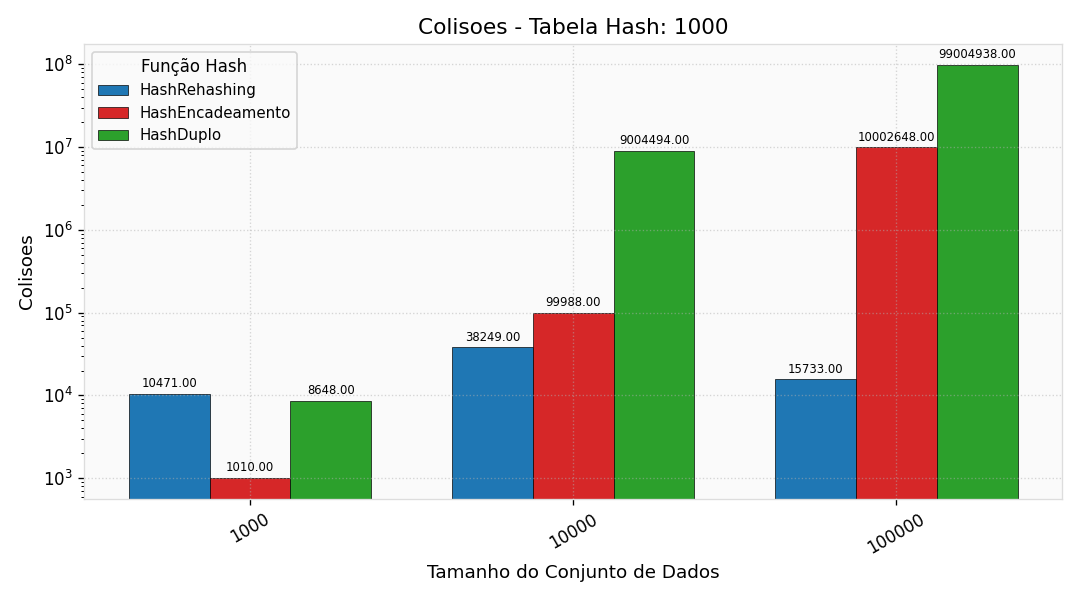 Colisoes - Tabela Hash: 1000
Colisoes
10^8
10^7
10^6
10^5
10^4
10^3
Função Hash
HashRehashing
HashEncadeamento
HashDuplo
10471.00
1010.00
8648.00
38249.00
99988.00
9004494.00
15733.00
10002648.00
99004938.00
1000
10000
100000
Tamanho do Conjunto de Dados